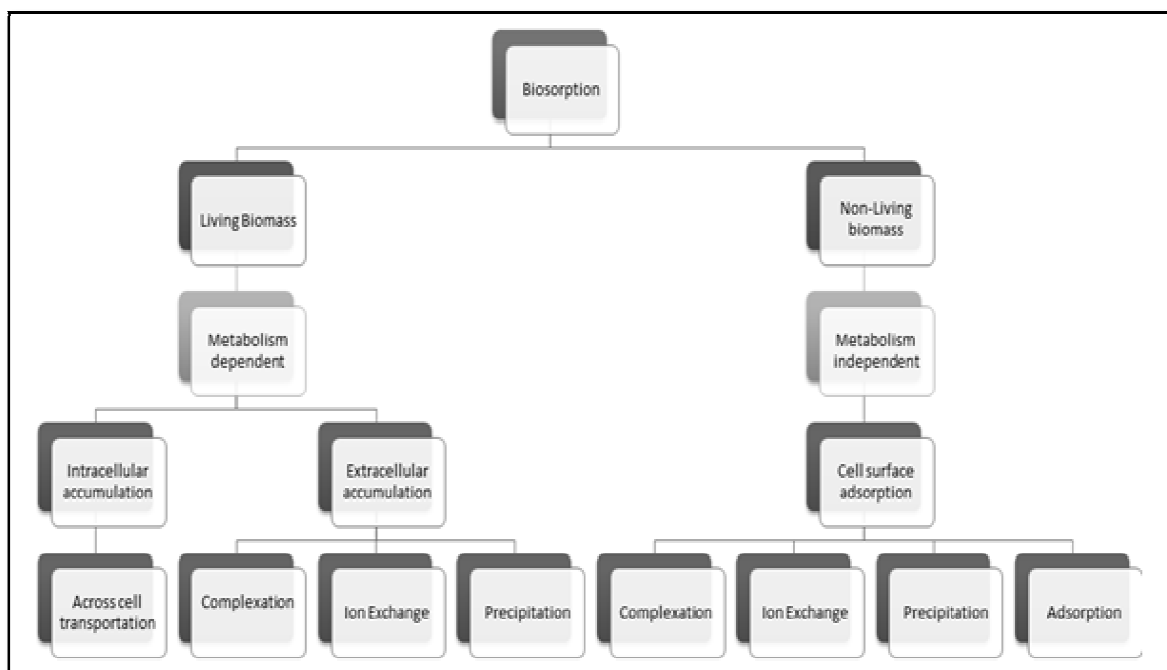 Biosorption
Living Biomass
Non-Living
biomass
Metabolism
dependent
Metabolism
independent
Intracellular
accumulation
Extracellular
accumulation
Cell surface
adsorption
Across cell
transportation
Complexation
Ion Exchange
Precipitation
Complexation
Ion Exchange
Precipitation
Adsorption